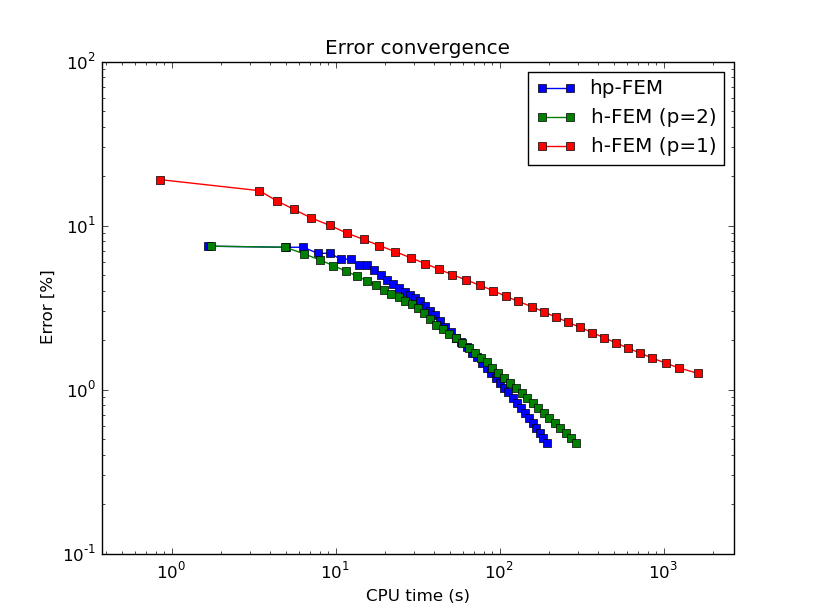 Error convergence
10^2
10^1
10^0
10^-1
Error [%]
hp-FEM
h-FEM (p=2)
h-FEM (p=1)
10^0
10^1
10^2
10^3
CPU time (s)